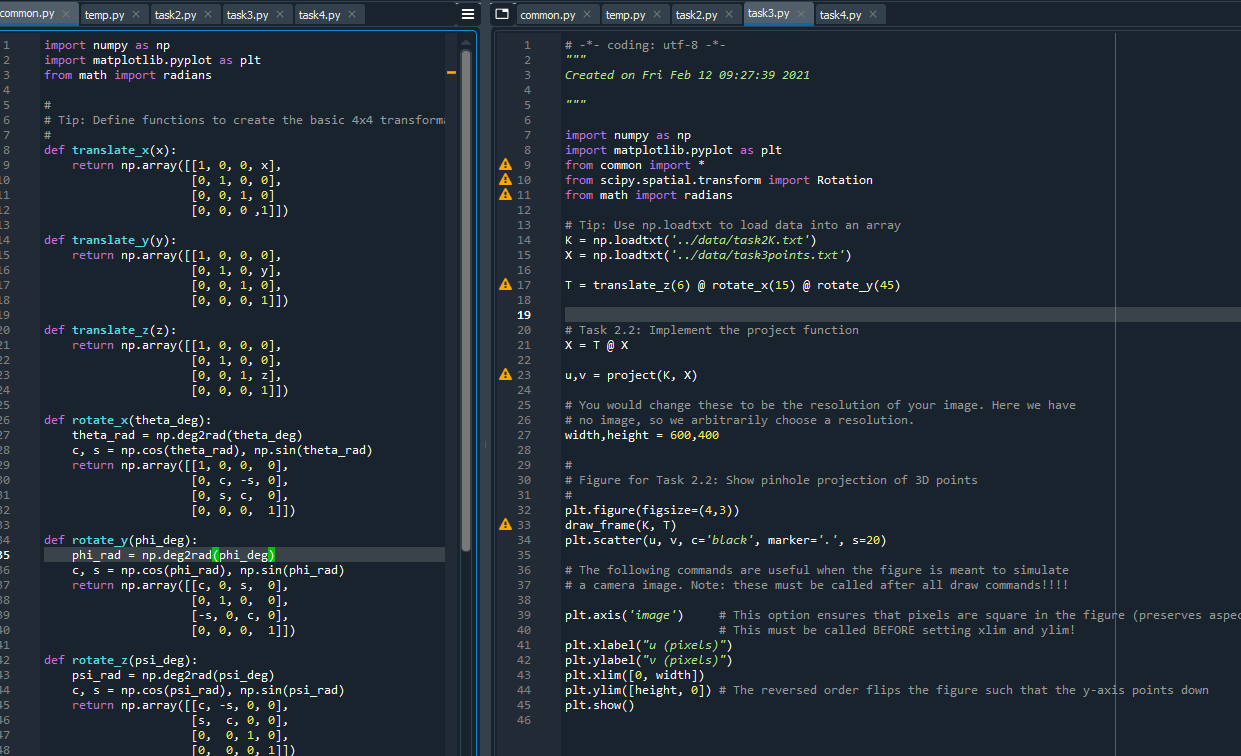 common.py temp.py task2.py task3.py task4.py
1 import numpy as np
2 import matplotlib.pyplot as plt
3 from math import radians
4
5 #
6 # Tip: Define functions to create the basic 4x4 transforma
7 #
8 def translate_x(x):
9     return np.array([[1, 0, 0, x],
10                      [0, 1, 0, 0],
11                      [0, 0, 1, 0]
12                      [0, 0, 0 ,1]])
13
14 def translate_y(y):
15     return np.array([[1, 0, 0, 0],
16                      [0, 1, 0, y],
17                      [0, 0, 1, 0],
18                      [0, 0, 0, 1]])
19
20 def translate_z(z):
21     return np.array([[1, 0, 0, 0],
22                      [0, 1, 0, 0],
23                      [0, 0, 1, z],
24                      [0, 0, 0, 1]])
25
26 def rotate_x(theta_deg):
27     theta_rad = np.deg2rad(theta_deg)
28     c, s = np.cos(theta_rad), np.sin(theta_rad)
29     return np.array([[1, 0, 0,  0],
30                      [0, c, -s, 0],
31                      [0, s, c,  0],
32                      [0, 0, 0,  1]])
33
34 def rotate_y(phi_deg):
35     phi_rad = np.deg2rad(phi_deg)
36     c, s = np.cos(phi_rad), np.sin(phi_rad)
37     return np.array([[c, 0, s,  0],
38                      [0, 1, 0,  0],
39                      [-s, 0, c, 0],
40                      [0, 0, 0,  1]])
41
42 def rotate_z(psi_deg):
43     psi_rad = np.deg2rad(psi_deg)
44     c, s = np.cos(psi_rad), np.sin(psi_rad)
45     return np.array([[c, -s, 0, 0],
46                      [s,  c, 0, 0],
47                      [0,  0, 1, 0],
48                      [0,  0, 0, 1]])
common.py temp.py task2.py task3.py task4.py
1 # -*- coding: utf-8 -*-
2 """
3 Created on Fri Feb 12 09:27:39 2021
4
5 """
6
7 import numpy as np
8 import matplotlib.pyplot as plt
9 from common import *
10 from scipy.spatial.transform import Rotation
11 from math import radians
12
13 # Tip: Use np.loadtxt to load data into an array
14 K = np.loadtxt('../data/task2K.txt')
15 X = np.loadtxt('../data/task3points.txt')
16
17 T = translate_z(6) @ rotate_x(15) @ rotate_y(45)
18
19
20 # Task 2.2: Implement the project function
21 X = T @ X
22
23 u,v = project(K, X)
24
25 # You would change these to be the resolution of your image. Here we have
26 # no image, so we arbitrarily choose a resolution.
27 width,height = 600,400
28
29 #
30 # Figure for Task 2.2: Show pinhole projection of 3D points
31 #
32 plt.figure(figsize=(4,3))
33 draw_frame(K, T)
34 plt.scatter(u, v, c='black', marker='.', s=20)
35
36 # The following commands are useful when the figure is meant to simulate
37 # a camera image. Note: these must be called after all draw commands!!!!
38
39 plt.axis('image')     # This option ensures that pixels are square in the figure (preserves aspec
40                       # This must be called BEFORE setting xlim and ylim!
41 plt.xlabel("u (pixels)")
42 plt.ylabel("v (pixels)")
43 plt.xlim([0, width])
44 plt.ylim([height, 0]) # The reversed order flips the figure such that the y-axis points down
45 plt.show()
46